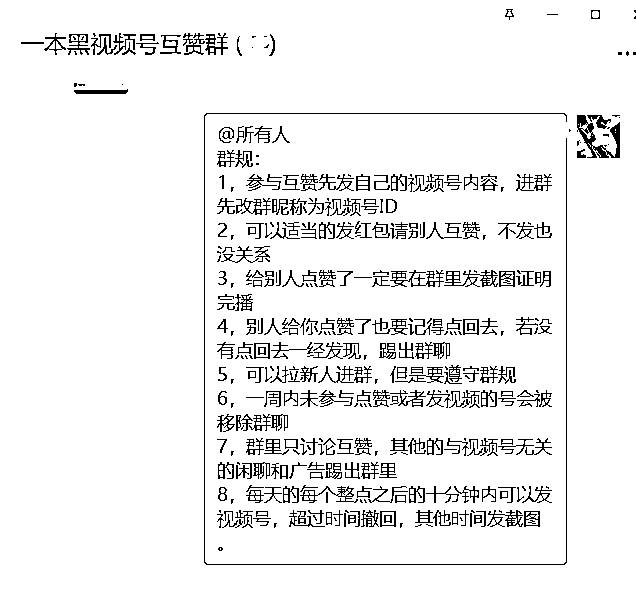 一本黑视频号互赞群 (
@所有人
群规：
1，参与互赞先发自己的视频号内容，进群
先改群昵称为视频号ID
2，可以适当的发红包请别人互赞，不发也
没关系
3，给别人点赞了一定要在群里发截图证明
完播
4，别人给你点赞了也要记得点回去，若没
有点回去一经发现，踢出群聊
5，可以拉新人进群，但是要遵守群规
6，一周内未参与点赞或者发视频的号会被
移除群聊
7，群里只讨论互赞，其他的与视频号无关
的闲聊和广告踢出群里
8，每天的每个整点之后的十分钟内可以发
视频号，超过时间撤回，其他时间发截图
。